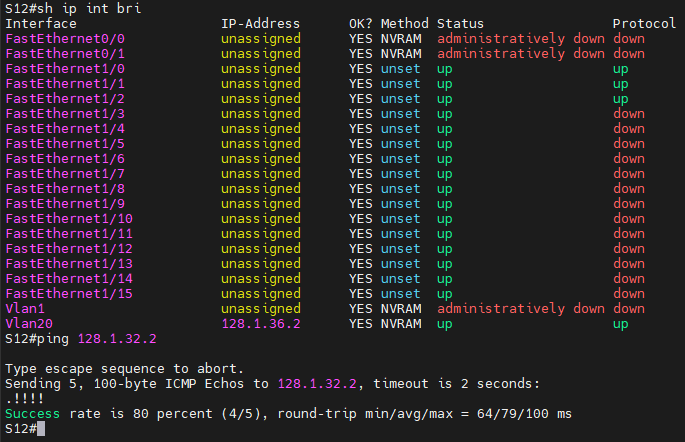 S12#sh ip int bri
Interface IP-Address OK? Method Status Protocol
FastEthernet0/0 unassigned YES NVRAM administratively down down
FastEthernet0/1 unassigned YES NVRAM administratively down down
FastEthernet1/0 unassigned YES unset up up
FastEthernet1/1 unassigned YES unset up up
FastEthernet1/2 unassigned YES unset up up
FastEthernet1/3 unassigned YES unset up down
FastEthernet1/4 unassigned YES unset up down
FastEthernet1/5 unassigned YES unset up down
FastEthernet1/6 unassigned YES unset up down
FastEthernet1/7 unassigned YES unset up down
FastEthernet1/8 unassigned YES unset up down
FastEthernet1/9 unassigned YES unset up down
FastEthernet1/10 unassigned YES unset up down
FastEthernet1/11 unassigned YES unset up down
FastEthernet1/12 unassigned YES unset up down
FastEthernet1/13 unassigned YES unset up down
FastEthernet1/14 unassigned YES unset up down
FastEthernet1/15 unassigned YES unset up down
Vlan1 unassigned YES NVRAM administratively down down
Vlan20 128.1.36.2 YES NVRAM up up
S12#ping 128.1.32.2

Type escape sequence to abort.
Sending 5, 100-byte ICMP Echos to 128.1.32.2, timeout is 2 seconds:
.!!!!
Success rate is 80 percent (4/5), round-trip min/avg/max = 64/79/100 ms
S12#